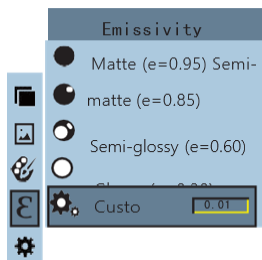 Emissivity
Matte (e=0.95) Semi-
matte (e=0.85)
Semi-glossy (e=0.60)
ε
Custo
0.01